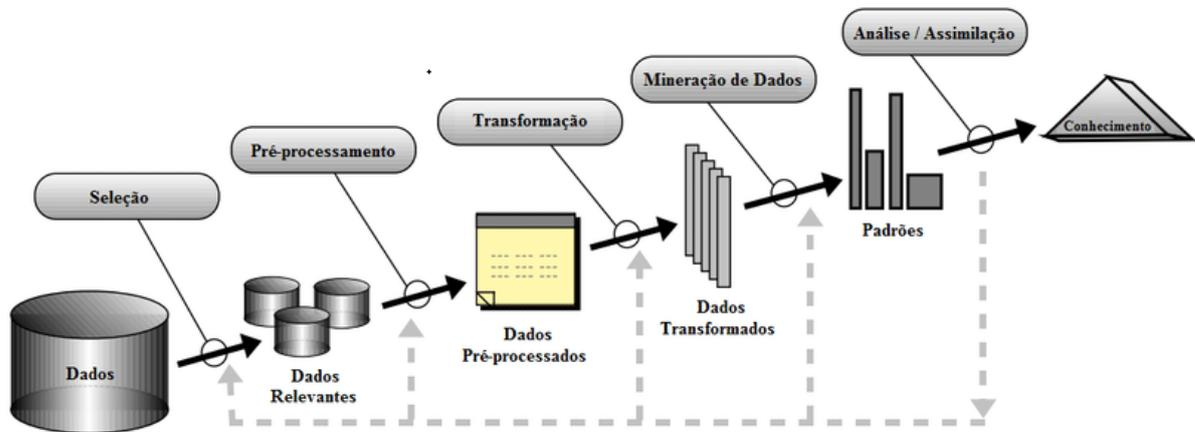 Análise / Assimilação
Mineração de Dados
Transformação
Pré-processamento
Seleção
Conhecimento
Padrões
Dados
Transformados
Dados
Pré-processados
Dados
Relevantes
Dados